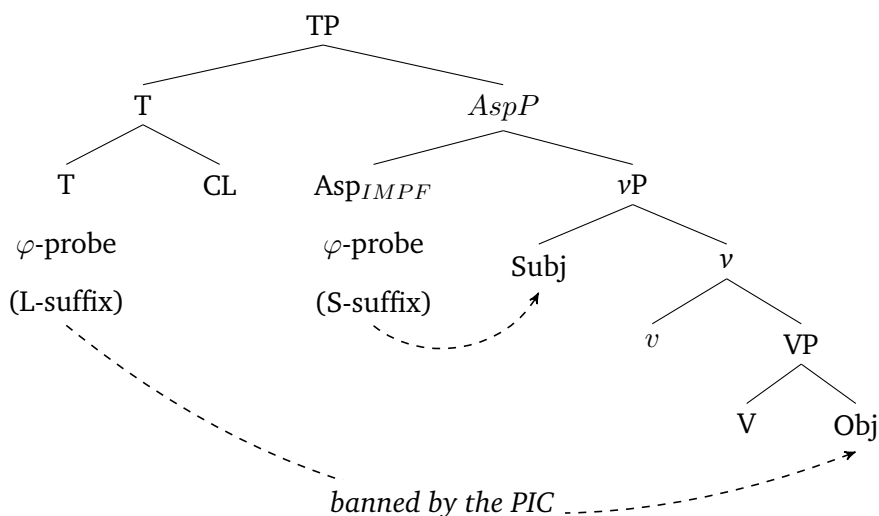 TP
T AspP
T CL Asp_IMPF vP
φ-probe φ-probe
Subj v
(L-suffix) (S-suffix)
v VP
V Obj
banned by the PIC